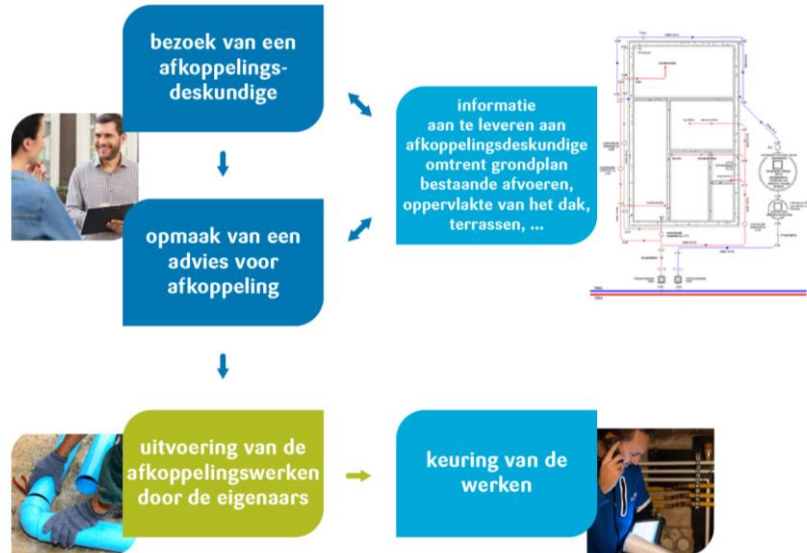 bezoek van een
afkoppelings-
deskundige
informatie
aan te leveren aan
afkoppelingsdeskundige
omtrent grondplan
bestaande afvoeren,
oppervlakte van het dak,
terrassen, ...
opmaak van een
advies voor
afkoppeling
uitvoering van de
afkoppelingswerken
door de eigenaars
keuring van de
werken